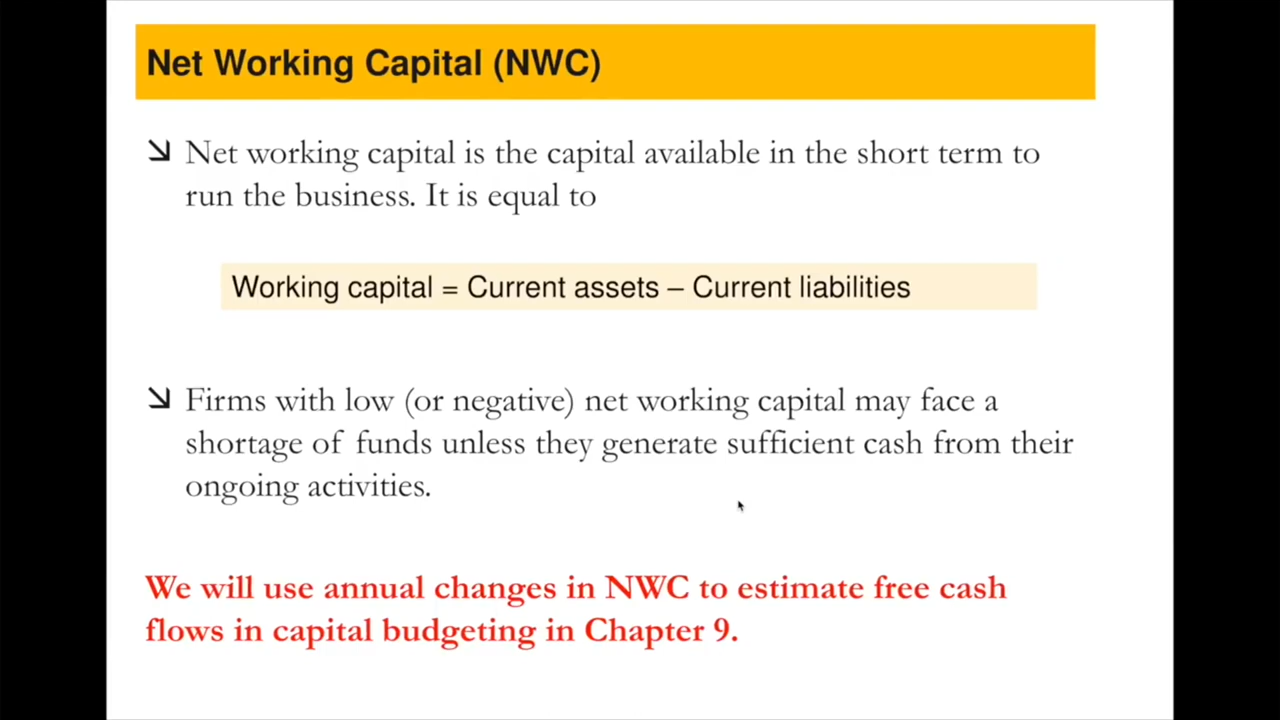 Net Working Capital (NWC)
Net working capital is the capital available in the short term to
run the business. It is equal to
Working capital = Current assets – Current liabilities
Firms with low (or negative) net working capital may face a
shortage of funds unless they generate sufficient cash from their
ongoing activities.
We will use annual changes in NWC to estimate free cash
flows in capital budgeting in Chapter 9.